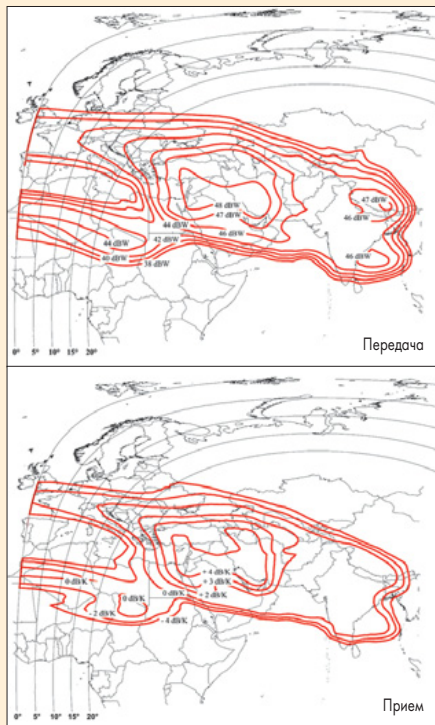 48 dBW
47 dBW
47 dBW
46 dBW
44 dBW
46 dBW
44 dBW
42 dBW
46 dBW
40 dBW
38 dBW
Передача
0° 5° 10° 15° 20°
+ 4 dB/K
0 dB/K
+ 3 dB/K
0 dB/K
0 dB/K
+ 2 dB/K
- 2 dB/K
- 4 dB/K
Прием
0° 5° 10° 15° 20°